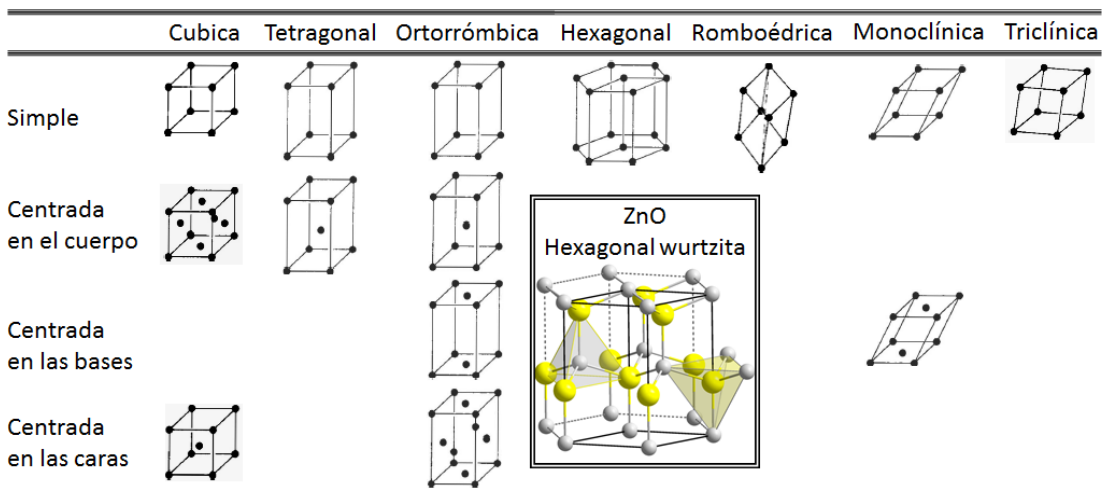 Cubica Tetragonal Ortorrómbica Hexagonal Romboédrica Monoclínica Triclínica
Simple
Centrada
en el cuerpo
ZnO
Hexagonal wurtzita
Centrada
en las bases
Centrada
en las caras